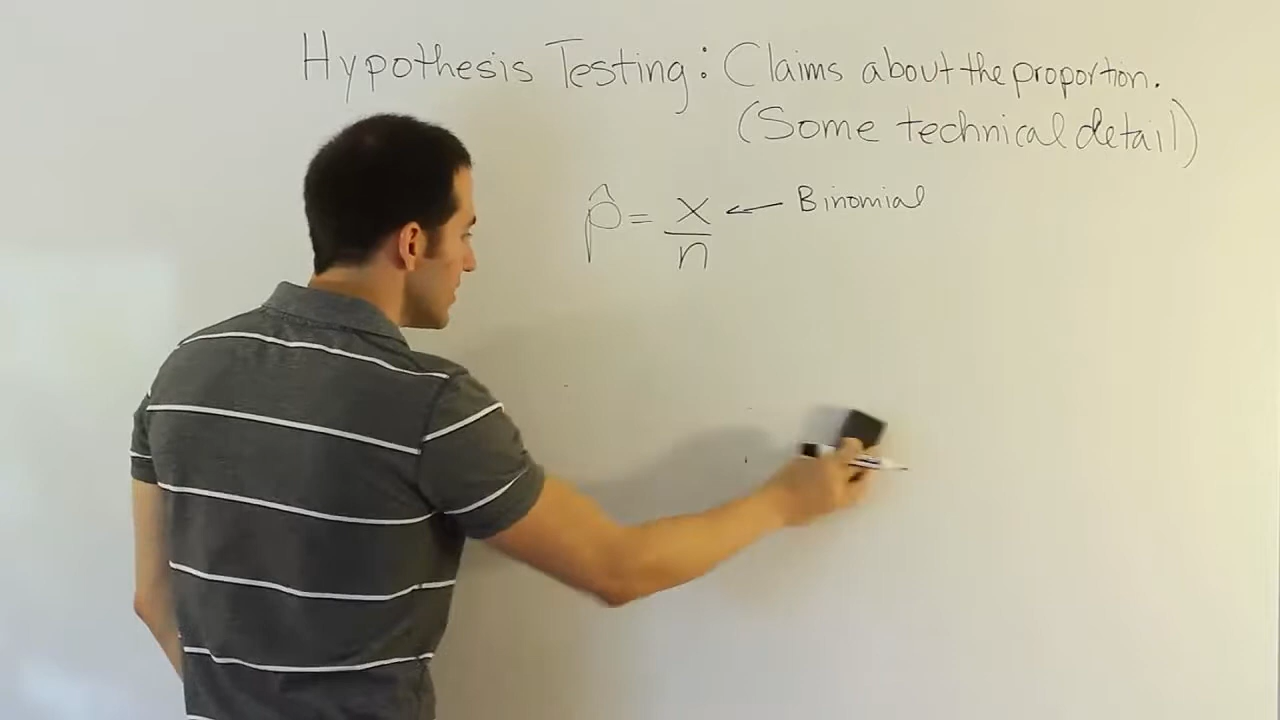 Hypothesis Testing: Claims about the proportion.
(Some technical detail)
p̂ = x/n ← Binomial